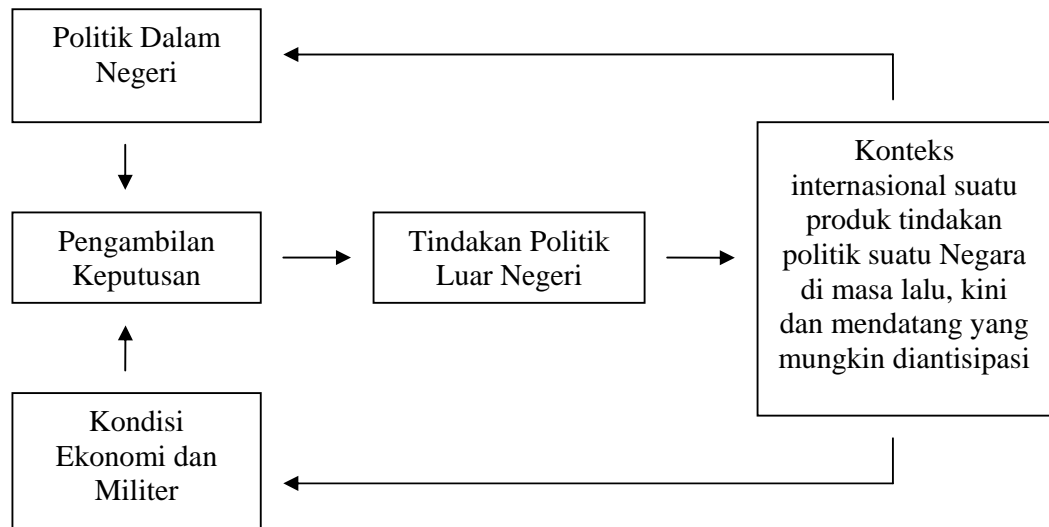 Politik Dalam
Negeri
Pengambilan
Keputusan
Kondisi
Ekonomi dan
Militer
Tindakan Politik
Luar Negeri
Konteks
internasional suatu
produk tindakan
politik suatu Negara
di masa lalu, kini
dan mendatang yang
mungkin diantisipasi